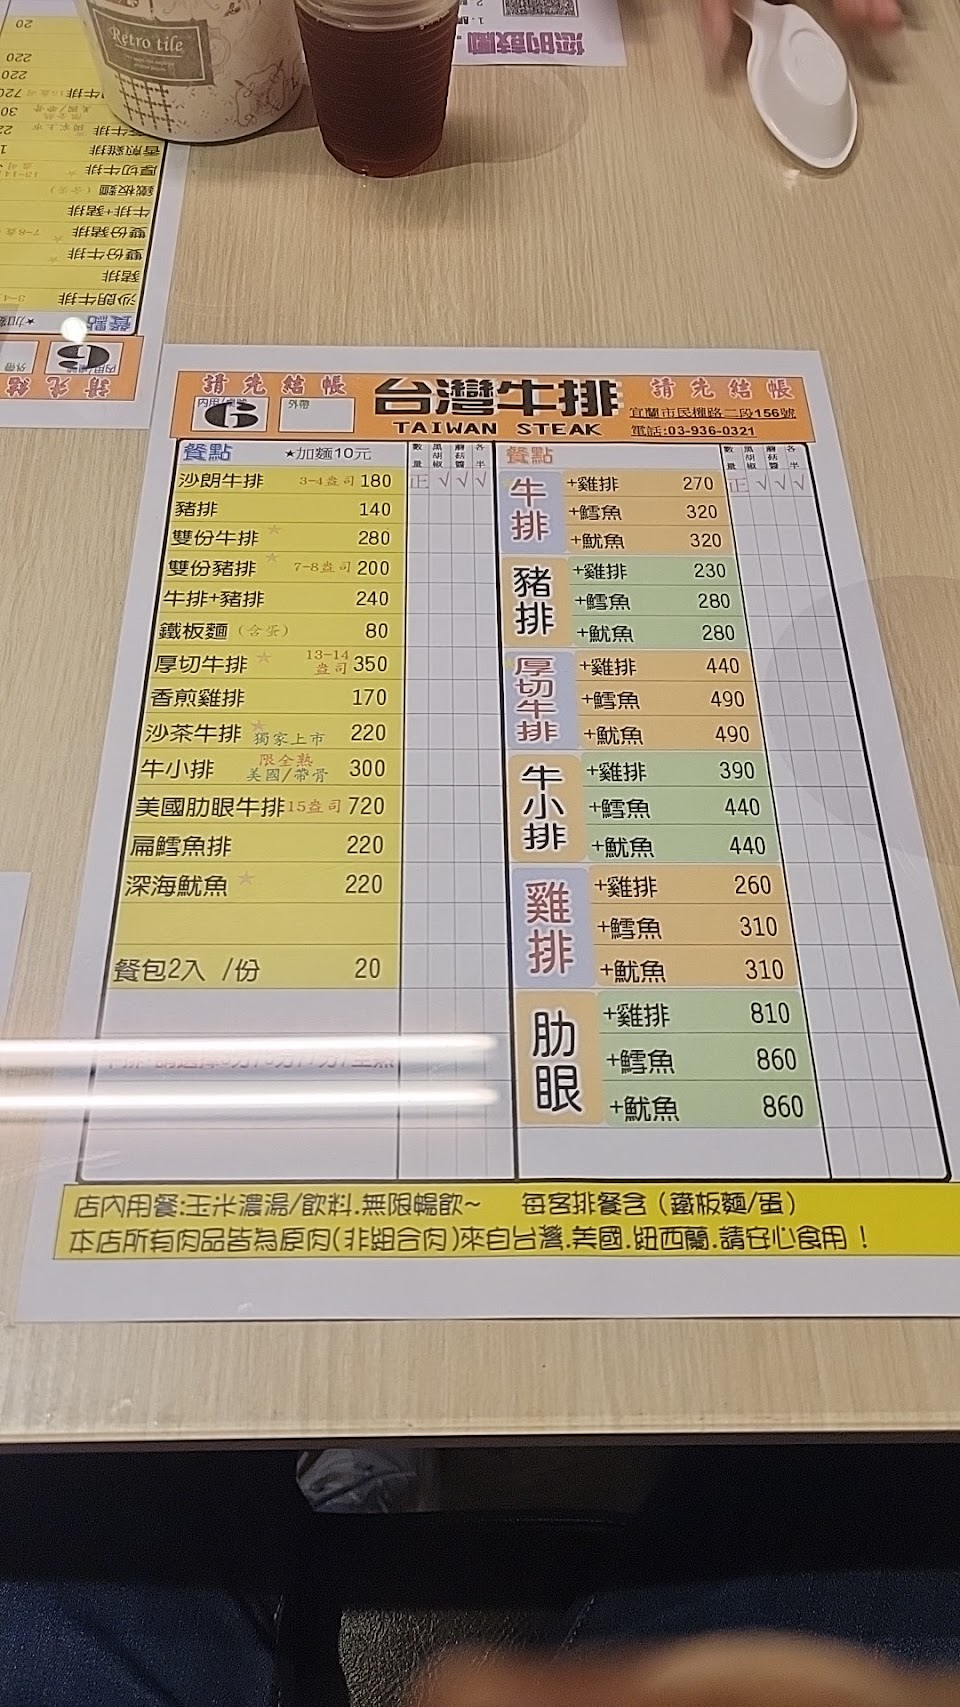 Retro tile
您的鼓勵
請先結帳
台灣牛排
TAIWAN STEAK
請先結帳
宜蘭市民權路二段156號
電話:03-936-0321
內用/桌號
6
外帶
餐點 ★加麵10元 數量 黑胡椒 蘑菇醬 各半
沙朗牛排 3-4盎司 180 正 √ √ √
豬排 140
雙份牛排 ★ 280
雙份豬排 ★ 7-8盎司 200
牛排+豬排 240
鐵板麵(含蛋) 80
厚切牛排 ★ 13-14盎司 350
香煎雞排 170
沙茶牛排 ★ 獨家上市 220
牛小排 限全熟 美國/帶骨 300
美國肋眼牛排 15盎司 720
扁鱈魚排 220
深海魷魚 ★ 220
餐包2入 /份 20
餐點 數量 黑胡椒 蘑菇醬 各半
牛排
+雞排 270 正 √ √ √
+鱈魚 320
+魷魚 320
豬排
+雞排 230
+鱈魚 280
+魷魚 280
厚切牛排
+雞排 440
+鱈魚 490
+魷魚 490
牛小排
+雞排 390
+鱈魚 440
+魷魚 440
雞排
+雞排 260
+鱈魚 310
+魷魚 310
肋眼
+雞排 810
+鱈魚 860
+魷魚 860
店內用餐:玉米濃湯/飲料.無限暢飲~ 每客排餐含(鐵板麵/蛋)
本店所有肉品皆為原肉(非組合肉)來自台灣.美國.紐西蘭.請安心食用！